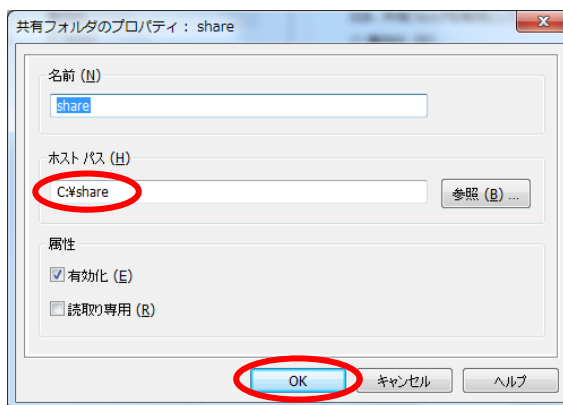 共有フォルダのプロパティ : share
名前 (N)
share
ホスト パス (H)
C:¥share
参照 (B) ...
属性
有効化 (E)
読取り専用 (R)
OK
キャンセル
ヘルプ